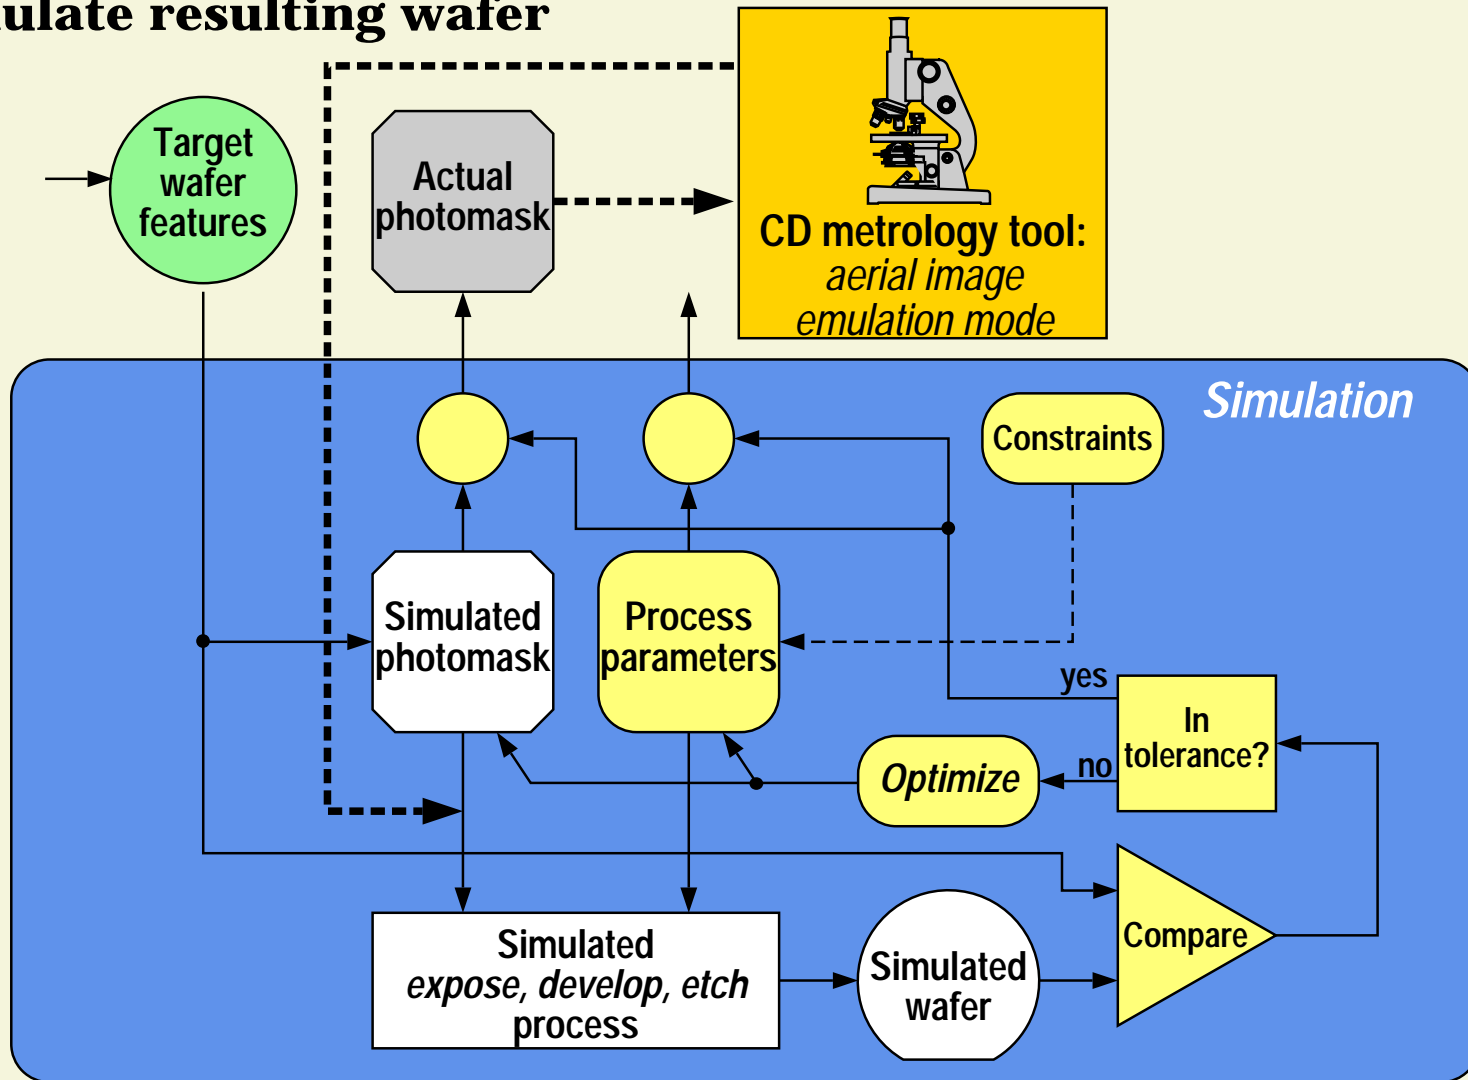 ulate resulting wafer
Target
wafer
features
Actual
photomask
CD metrology tool:
aerial image
emulation mode
Simulation
Constraints
Simulated
photomask
Process
parameters
yes
In
tolerance?
no
Optimize
Compare
Simulated
expose, develop, etch
process
Simulated
wafer